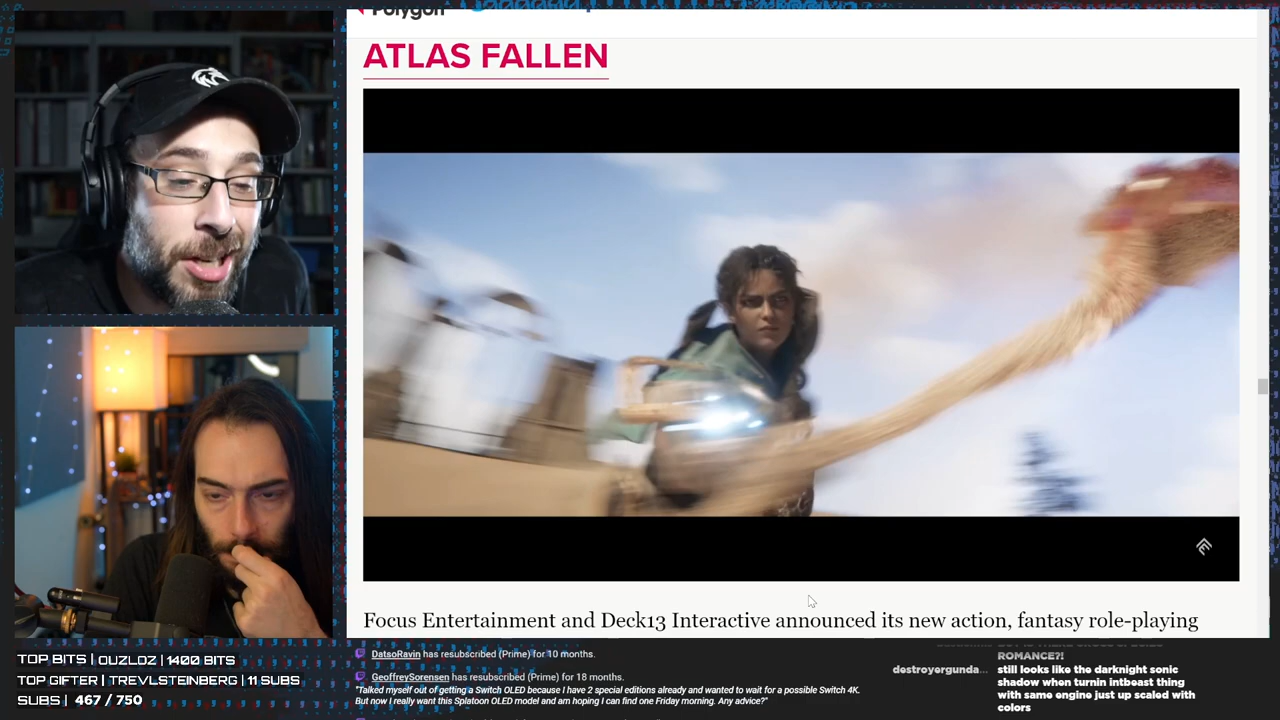 Polygon
ATLAS FALLEN
Focus Entertainment and Deck13 Interactive announced its new action, fantasy role-playing
TOP BITS | OUZLOZ | 1400 BITS
TOP GIFTER | TREVLSTEINBERG | 11 SUBS
SUBS | 467 / 750
DatsoRavin has resubscribed (Prime) for 10 months.
GeoffreySorensen has resubscribed (Prime) for 18 months.
"Talked myself out of getting a Switch OLED because I have 2 special editions already and wanted to wait for a possible Switch 4K.
But now I really want this Splatoon OLED model and am hoping I can find one Friday morning. Any advice?"
ROMANCE?!
destroyergunda...
still looks like the darknight sonic
shadow when turnin intbeast thing
with same engine just up scaled with
colors